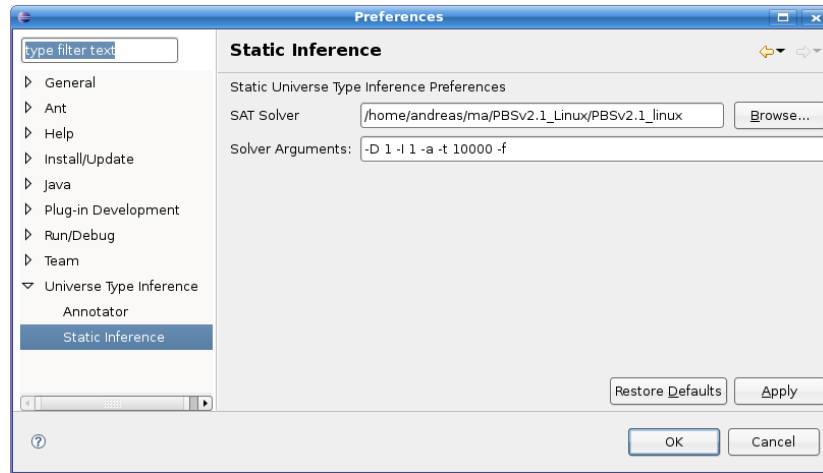 Preferences
type filter text
General
Ant
Help
Install/Update
Java
Plug-in Development
Run/Debug
Team
Universe Type Inference
Annotator
Static Inference
Static Inference
Static Universe Type Inference Preferences
SAT Solver /home/andreas/ma/PBSv2.1_Linux/PBSv2.1_linux Browse...
Solver Arguments: -D 1 -I 1 -a -t 10000 -f
Restore Defaults Apply
? OK Cancel